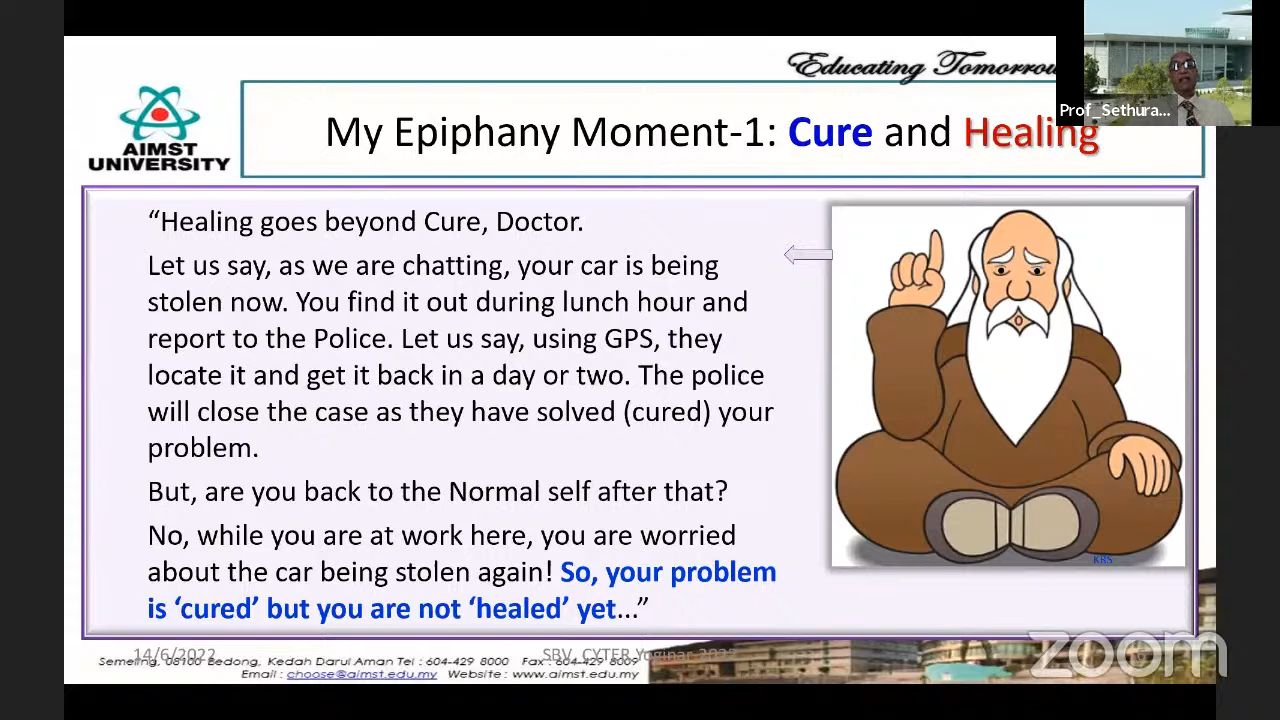 Educating Tomorrow
Prof_Sethura...
AIMST
UNIVERSITY
My Epiphany Moment-1: Cure and Healing
“Healing goes beyond Cure, Doctor.
Let us say, as we are chatting, your car is being
stolen now. You find it out during lunch hour and
report to the Police. Let us say, using GPS, they
locate it and get it back in a day or two. The police
will close the case as they have solved (cured) your
problem.
But, are you back to the Normal self after that?
No, while you are at work here, you are worried
about the car being stolen again! So, your problem
is ‘cured’ but you are not ‘healed’ yet...”
KRS
14/6/2022
SBV, CYTER Yoginar
Semeling, 08100 Bedong, Kedah Darul Aman Tel : 604-429 8000 Fax : 604-429 8009
Email : choose@aimst.edu.my Website : www.aimst.edu.my
zoom